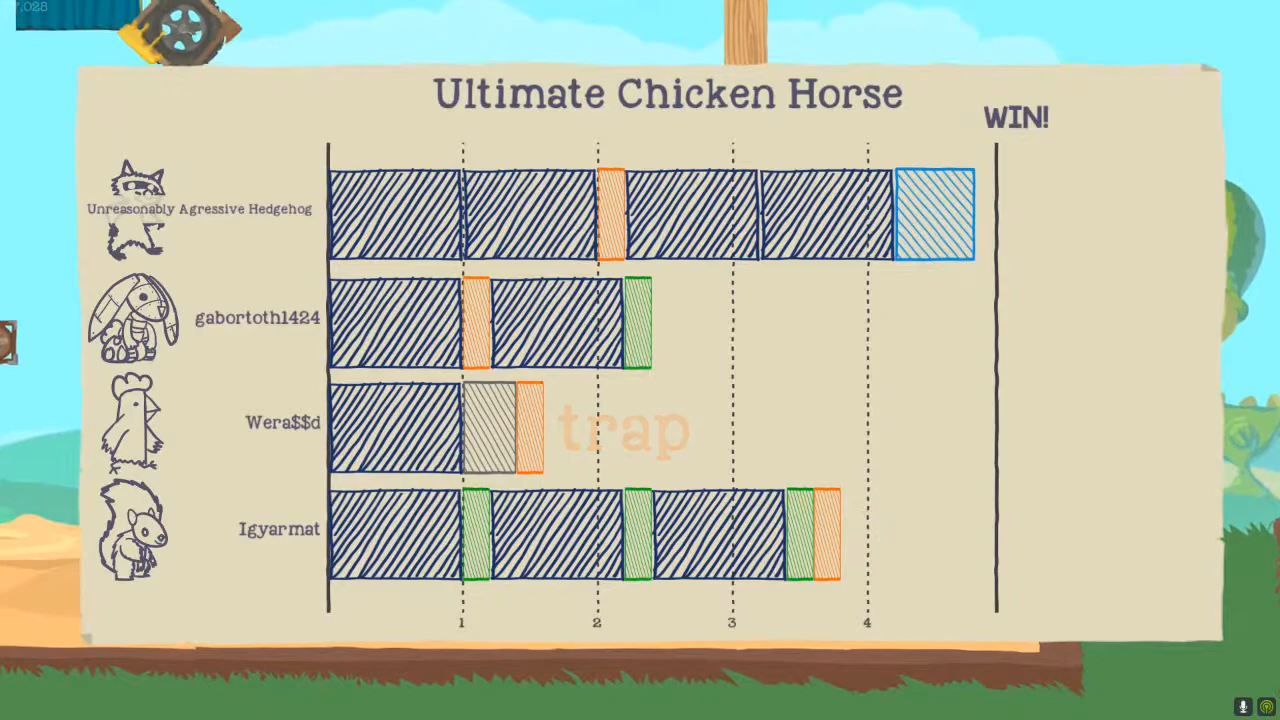 Ultimate Chicken Horse
WIN!
Unreasonably Agressive Hedgehog
gabortoth1424
Wera$$d
trap
Igyarmat
1 2 3 4